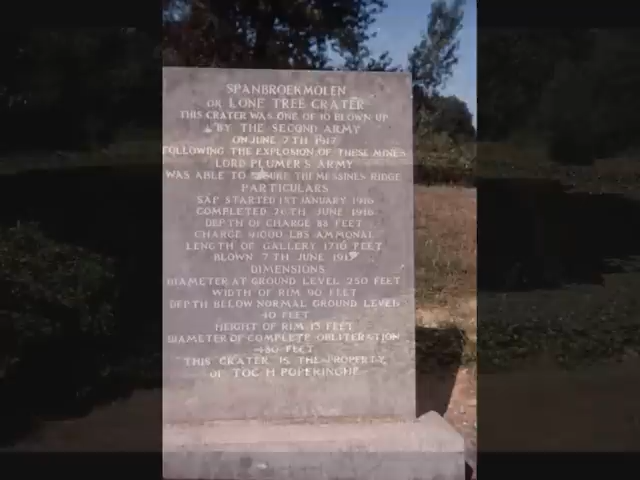 SPANBROEKMOLEN
OR LONE TREE CRATER
THIS CRATER WAS ONE OF 19 BLOWN UP
BY THE SECOND ARMY
ON JUNE 7TH 1917
FOLLOWING THE EXPLOSION OF THESE MINES
LORD PLUMER'S ARMY
WAS ABLE TO THE MESSINES RIDGE
PARTICULARS
SAP STARTED 1ST JANUARY 1916
COMPLETED JUNE 1916
DEPTH OF CHARGE 88 FEET
CHARGE 91000 LBS AMMONAL
LENGTH OF GALLERY 1710 FEET
BLOWN 7TH JUNE 1917
DIMENSIONS
DIAMETER AT GROUND LEVEL 250 FEET
WIDTH OF RIM 90 FEET
DEPTH BELOW NORMAL GROUND LEVEL
40 FEET
HEIGHT OF RIM 13 FEET
DIAMETER OF COMPLETE OBLITERATION
430 FEET
THIS CRATER IS THE PROPERTY
OF TOC H POPERINGHE